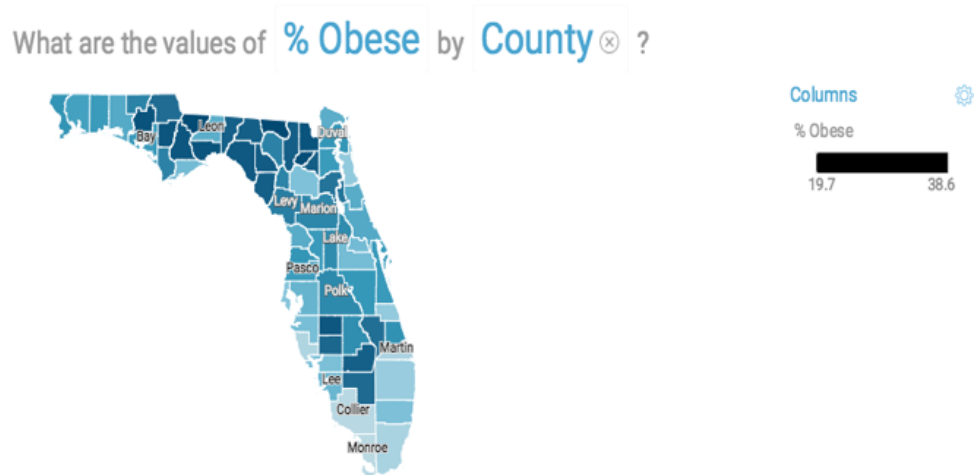 What are the values of % Obese by County ?
Columns
% Obese
19.7 38.6
Leon
Duval
Bay
Levy
Marion
Lake
Pasco
Polk
Martin
Lee
Collier
Monroe